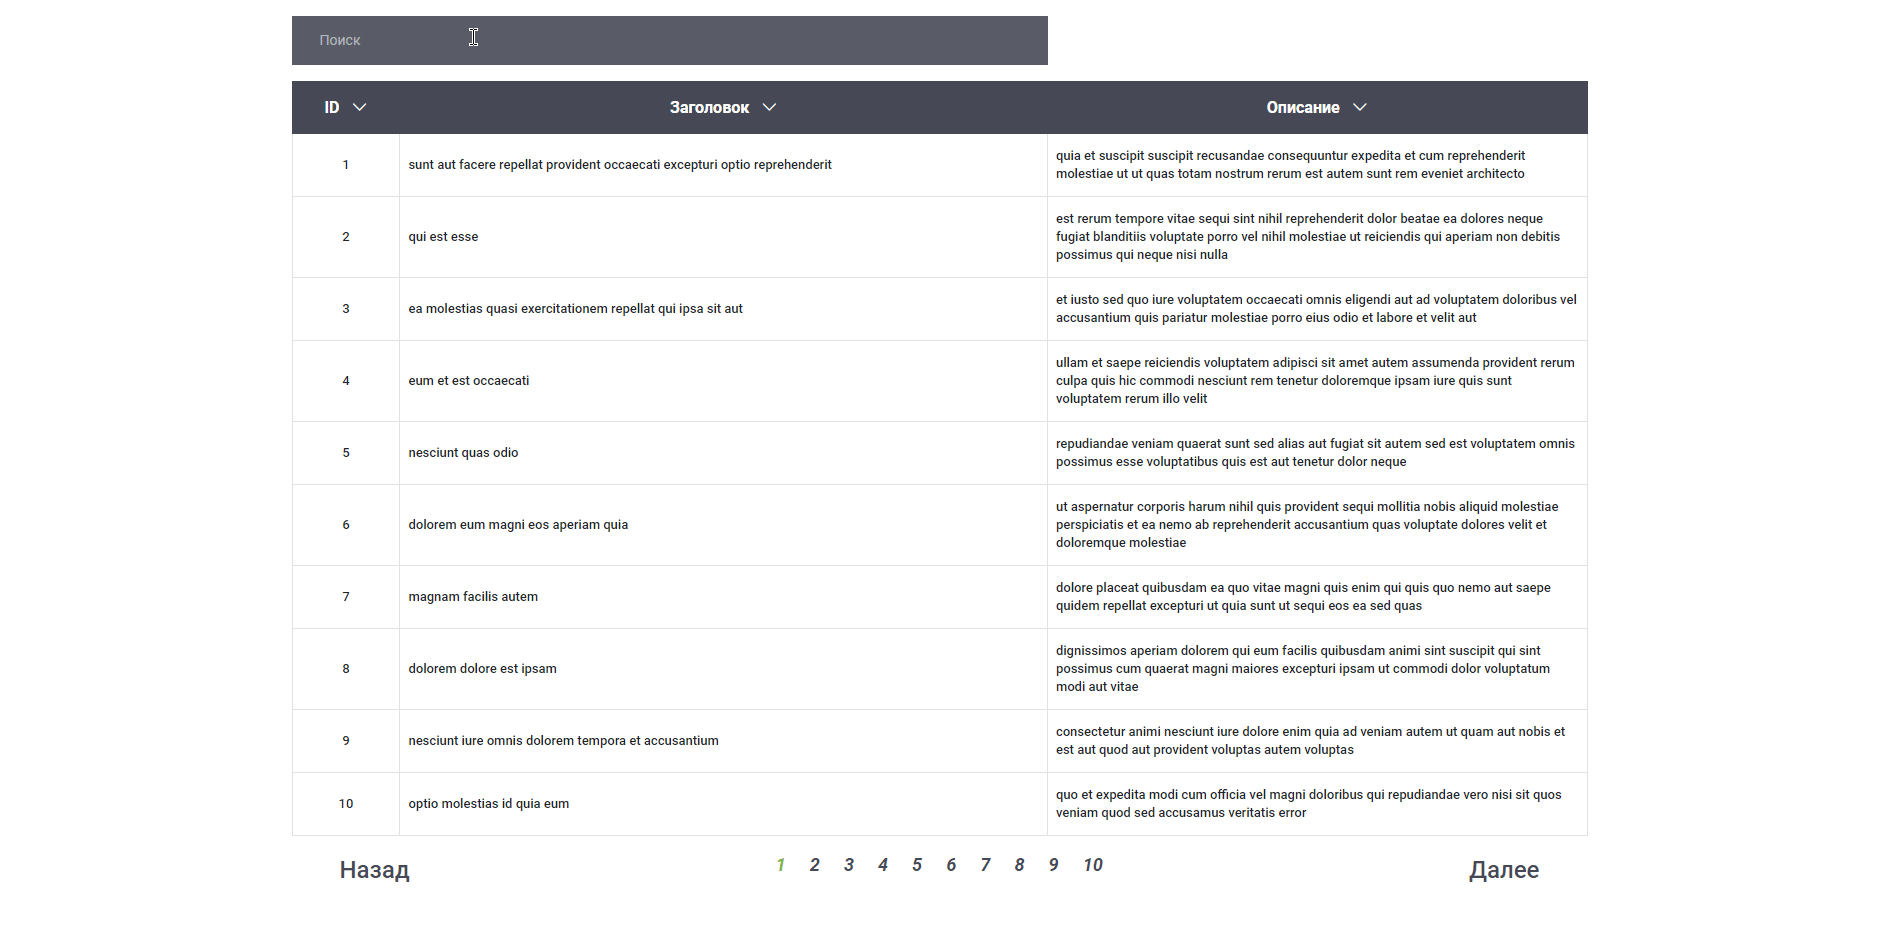 Поиск
ID Заголовок Описание
1 sunt aut facere repellat provident occaecati excepturi optio reprehenderit
quia et suscipit suscipit recusandae consequuntur expedita et cum reprehenderit
molestiae ut ut quas totam nostrum rerum est autem sunt rem eveniet architecto
2 qui est esse
est rerum tempore vitae sequi sint nihil reprehenderit dolor beatae ea dolores neque
fugiat blanditiis voluptate porro vel nihil molestiae ut reiciendis qui aperiam non debitis
possimus qui neque nisi nulla
3 ea molestias quasi exercitationem repellat qui ipsa sit aut
et iusto sed quo iure voluptatem occaecati omnis eligendi aut ad voluptatem doloribus vel
accusantium quis pariatur molestiae porro eius odio et labore et velit aut
4 eum et est occaecati
ullam et saepe reiciendis voluptatem adipisci sit amet autem assumenda provident rerum
culpa quis hic commodi nesciunt rem tenetur doloremque ipsam iure quis sunt
voluptatem rerum illo velit
5 nesciunt quas odio
repudiandae veniam quaerat sunt sed alias aut fugiat sit autem sed est voluptatem omnis
possimus esse voluptatibus quis est aut tenetur dolor neque
6 dolorem eum magni eos aperiam quia
ut aspernatur corporis harum nihil quis provident sequi mollitia nobis aliquid molestiae
perspiciatis et ea nemo ab reprehenderit accusantium quas voluptate dolores velit et
doloremque molestiae
7 magnam facilis autem
dolore placeat quibusdam ea quo vitae magni quis enim qui quis quo nemo aut saepe
quidem repellat excepturi ut quia sunt ut sequi eos ea sed quas
8 dolorem dolore est ipsam
dignissimos aperiam dolorem qui eum facilis quibusdam animi sint suscipit qui sint
possimus cum quaerat magni maiores excepturi ipsam ut commodi dolor voluptatum
modi aut vitae
9 nesciunt iure omnis dolorem tempora et accusantium
consectetur animi nesciunt iure dolore enim quia ad veniam autem ut quam aut nobis et
est aut quod aut provident voluptas autem voluptas
10 optio molestias id quia eum
quo et expedita modi cum officia vel magni doloribus qui repudiandae vero nisi sit quos
veniam quod sed accusamus veritatis error
Назад 1 2 3 4 5 6 7 8 9 10 Далее